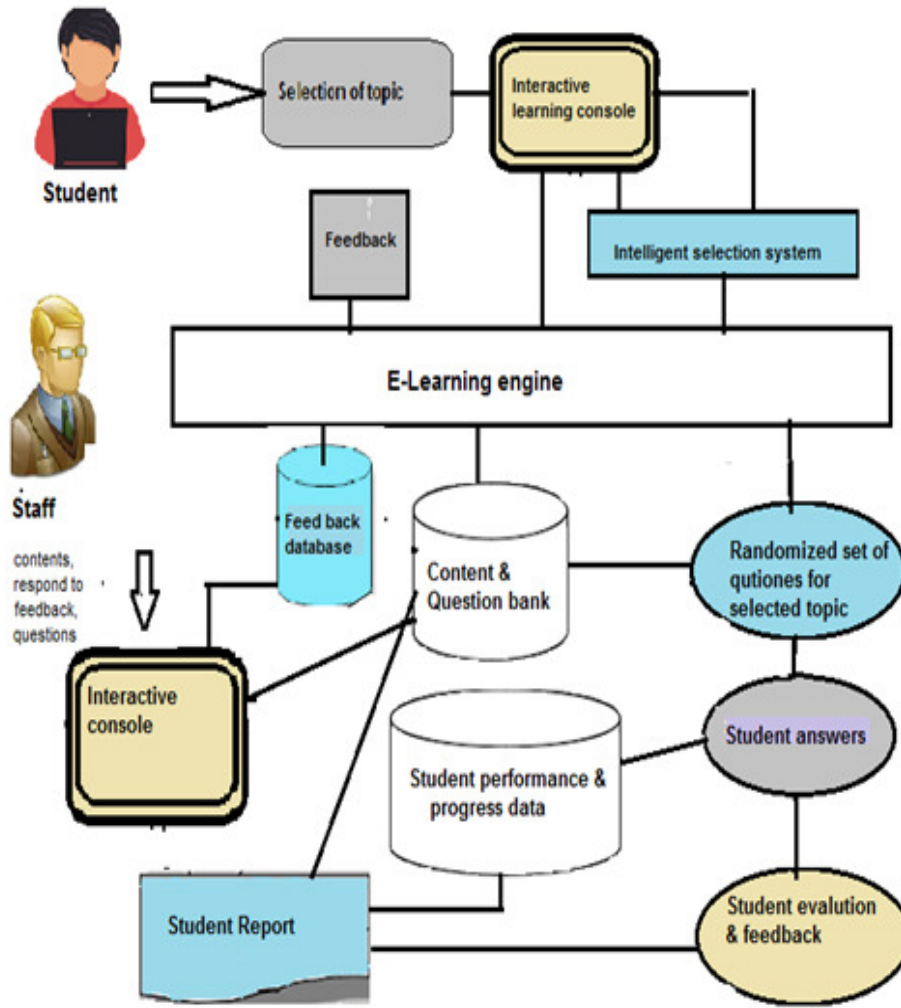 Selection of topic
Interactive
learning console
Student
Feedback
Intelligent selection system
E-Learning engine
Staff
contents,
respond to
feedback,
questions
Feed back
database
Content &
Question bank
Randomized set of
qutiones for
selected topic
Interactive
console
Student answers
Student performance &
progress data
Student Report
Student evalution
& feedback